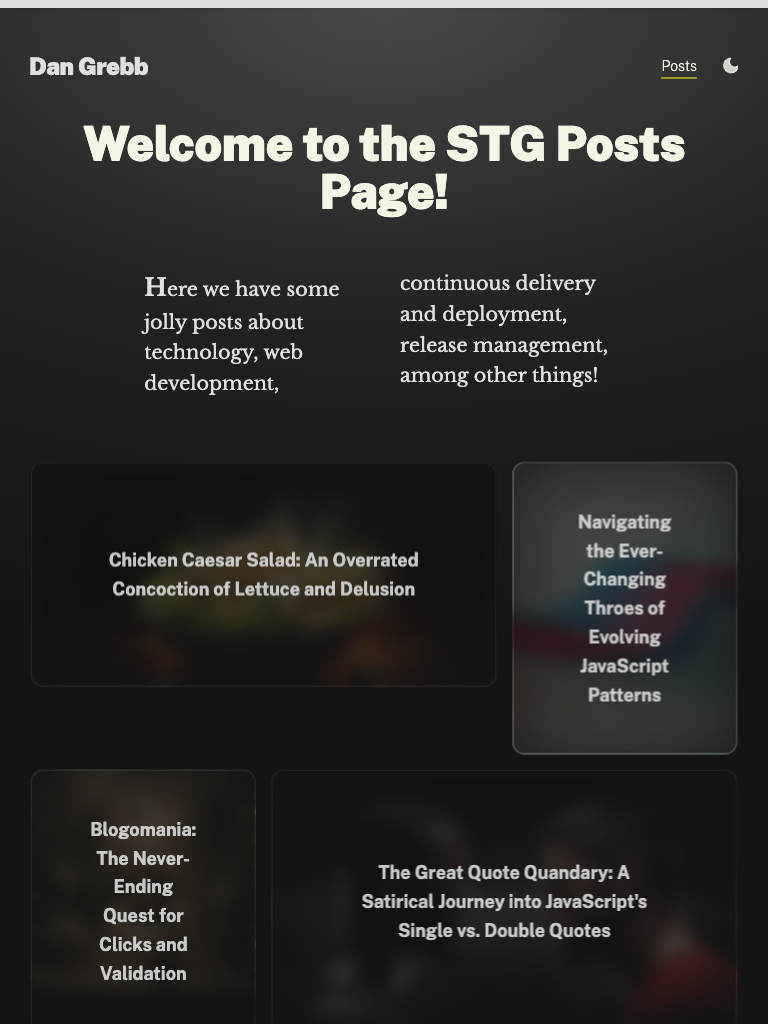 Dan Grebb
Posts
Welcome to the STG Posts
Page!
Here we have some
jolly posts about
technology, web
development,
continuous delivery
and deployment,
release management,
among other things!
Chicken Caesar Salad: An Overrated
Concoction of Lettuce and Delusion
Navigating
the Ever-
Changing
Throes of
Evolving
JavaScript
Patterns
Blogomania:
The Never-
Ending
Quest for
Clicks and
Validation
The Great Quote Quandary: A
Satirical Journey into JavaScript's
Single vs. Double Quotes